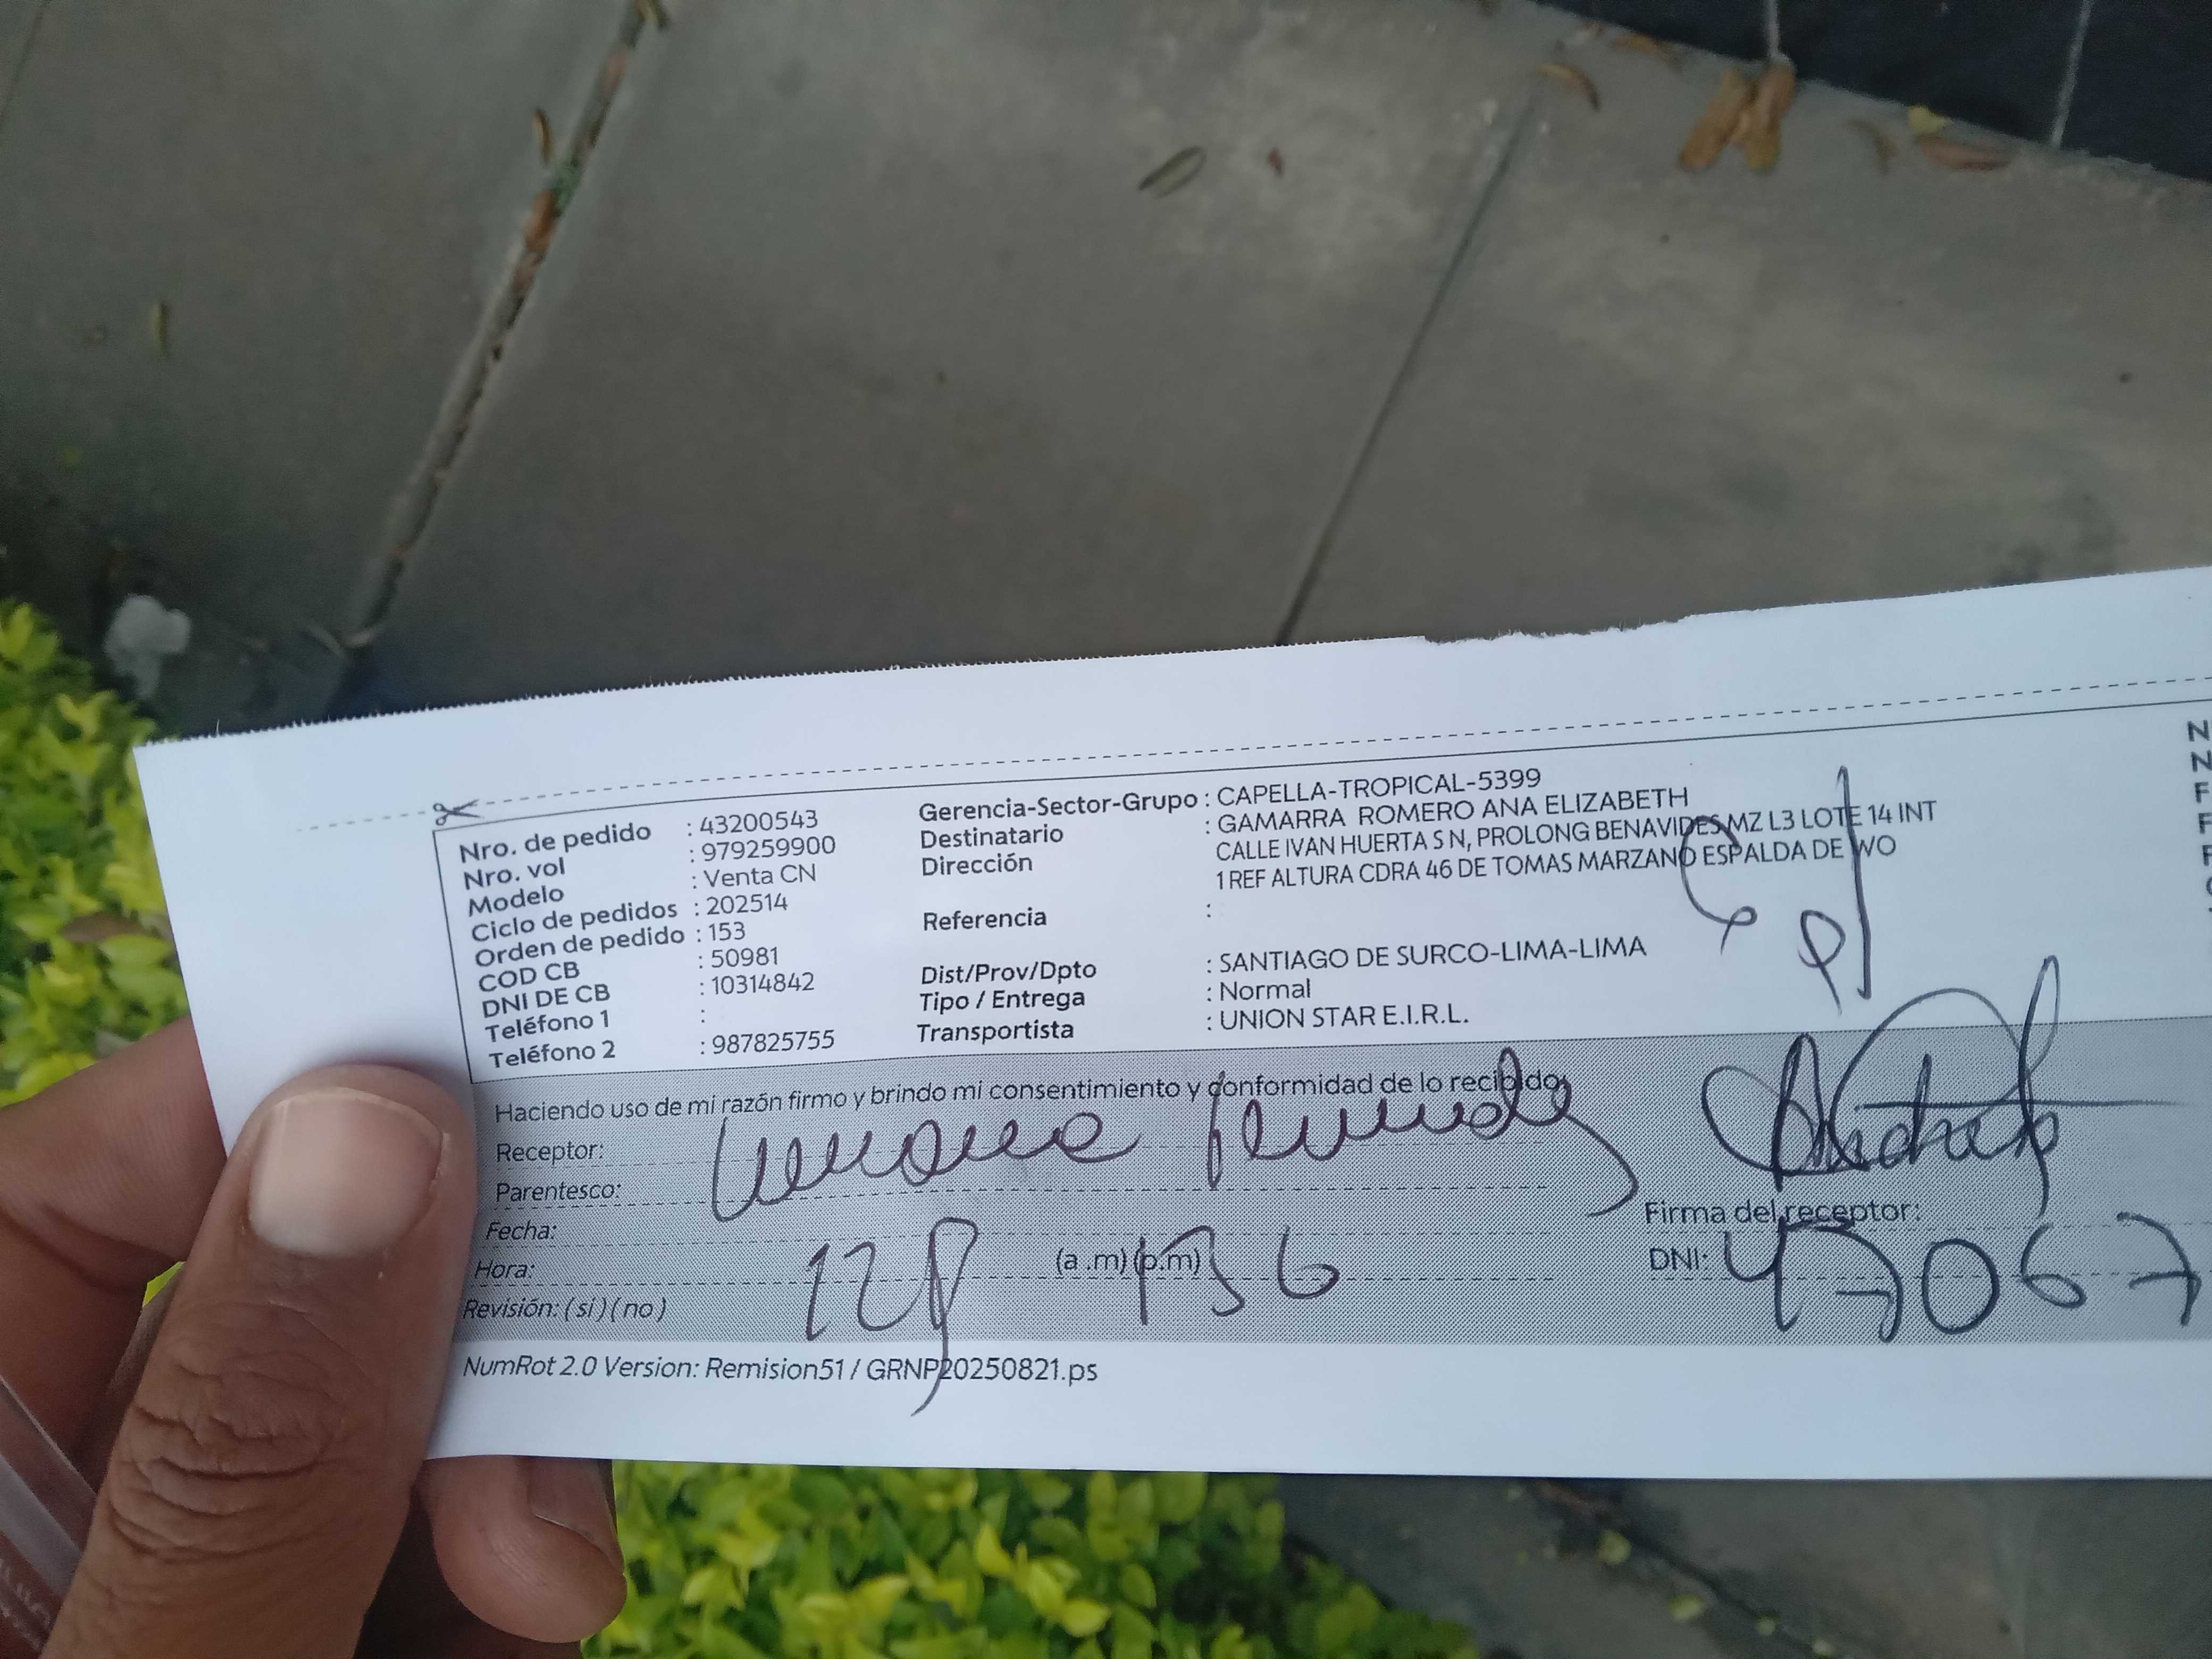 Nro. de pedido : 43200543
Nro. vol : 979259900
Modelo : Venta CN
Ciclo de pedidos : 202514
Orden de pedido : 153
COD CB : 50981
DNI DE CB : 10314842
Teléfono 1 :
Teléfono 2 : 987825755
Gerencia-Sector-Grupo : CAPELLA-TROPICAL-5399
Destinatario : GAMARRA ROMERO ANA ELIZABETH
Dirección CALLE IVAN HUERTA S N, PROLONG BENAVIDES MZ L3 LOTE 14 INT
1 REF ALTURA CDRA 46 DE TOMAS MARZANO ESPALDA DE WO
Referencia :
Dist/Prov/Dpto : SANTIAGO DE SURCO-LIMA-LIMA
Tipo / Entrega : Normal
Transportista : UNION STAR E.I.R.L.
Haciendo uso de mi razón firmo y brindo mi consentimiento y conformidad de lo recibido
Receptor:
Parentesco:
Fecha:
Hora: (a .m) (p.m)
Revisión: ( si ) ( no )
Firma del receptor:
DNI: 47067
NumRot 2.0 Version: Remision51 / GRNP20250821.ps
N
N
F
F
F